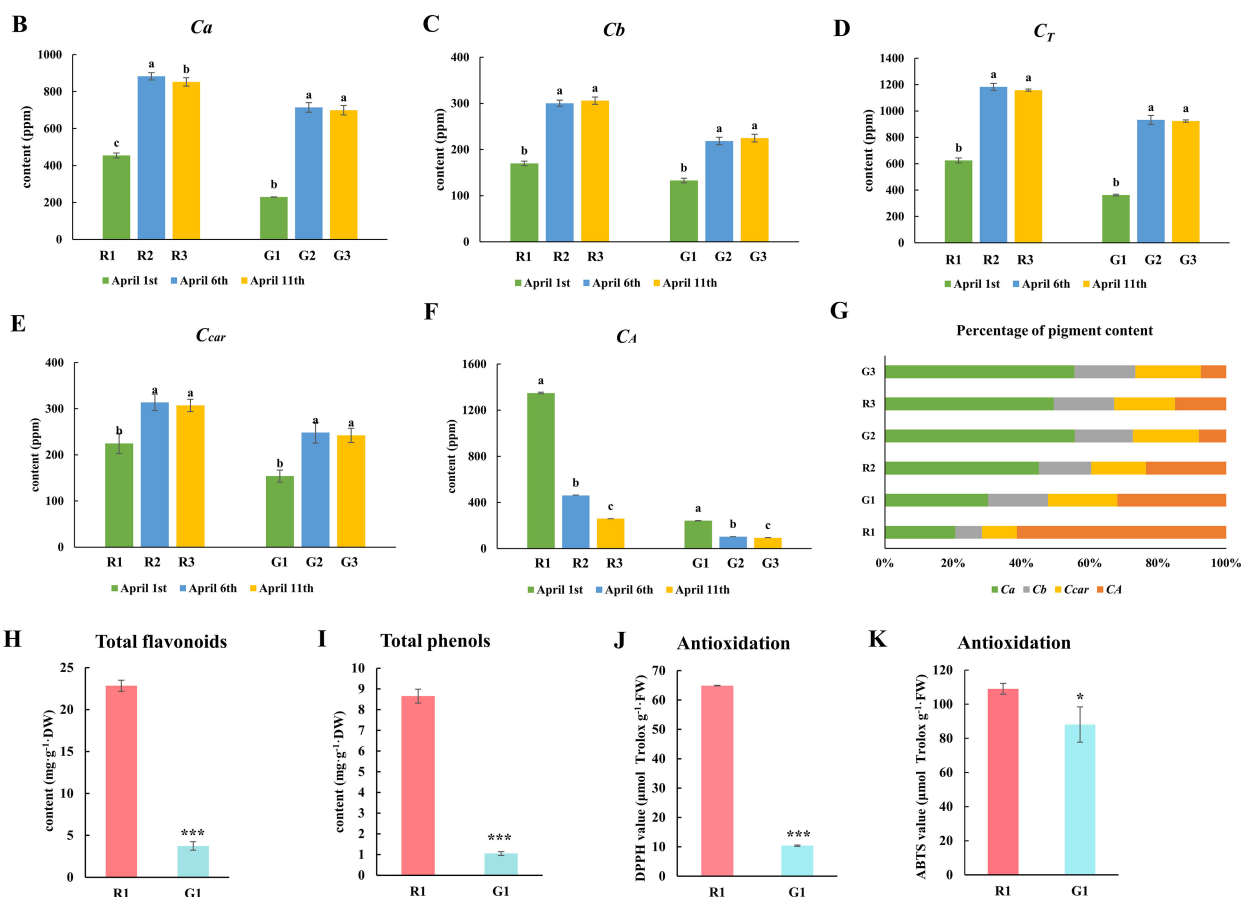 B
Ca
content (ppm)
1000
800
600
400
200
0
c
a
b
b
a
a
R1 R2 R3 G1 G2 G3
April 1st April 6th April 11th
C
Cb
content (ppm)
400
300
200
100
0
b
a
a
b
a
a
R1 R2 R3 G1 G2 G3
April 1st April 6th April 11th
D
C_T
content (ppm)
1400
1200
1000
800
600
400
200
0
b
a
a
b
a
a
R1 R2 R3 G1 G2 G3
April 1st April 6th April 11th
E
Ccar
content (ppm)
400
300
200
100
0
b
a
a
b
a
a
R1 R2 R3 G1 G2 G3
April 1st April 6th April 11th
F
CA
content (ppm)
1600
1200
800
400
0
a
b
c
a
b
c
R1 R2 R3 G1 G2 G3
April 1st April 6th April 11th
G
Percentage of pigment content
G3
R3
G2
R2
G1
R1
0% 20% 40% 60% 80% 100%
Ca Cb Ccar CA
H
Total flavonoids
content (mg·g⁻¹·DW)
25
20
15
10
5
0
***
R1 G1
I
Total phenols
content (mg·g⁻¹·DW)
10
9
8
7
6
5
4
3
2
1
0
***
R1 G1
J
Antioxidation
DPPH value (μmol Trolox g⁻¹·FW)
70
60
50
40
30
20
10
0
***
R1 G1
K
Antioxidation
ABTS value (μmol Trolox g⁻¹·FW)
120
100
80
60
40
20
0
*
R1 G1